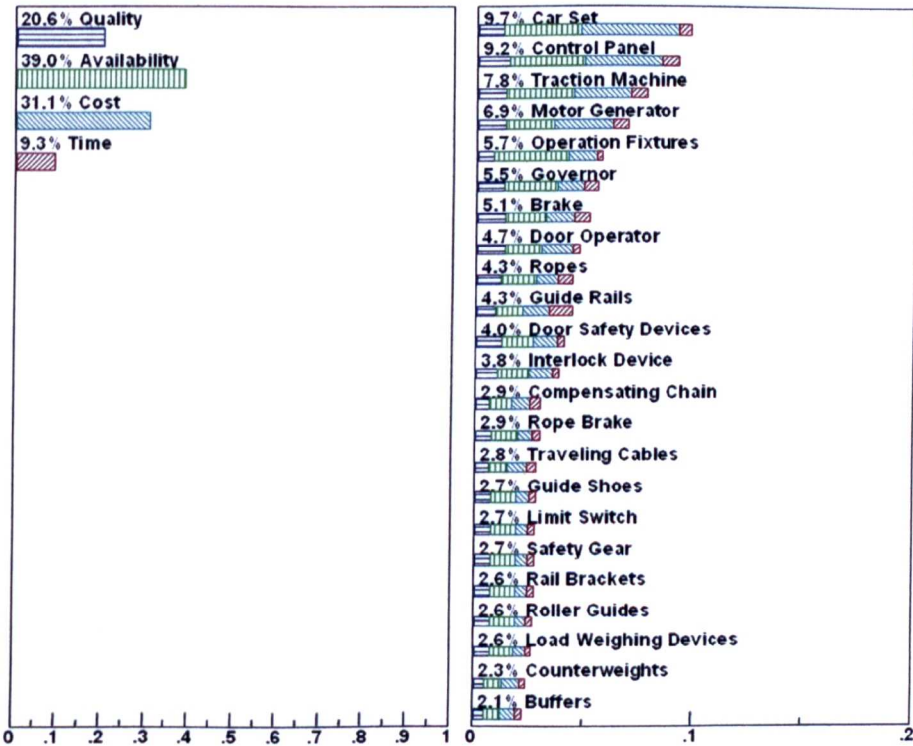 20.6% Quality
39.0% Availability
31.1% Cost
9.3% Time
0 .1 .2 .3 .4 .5 .6 .7 .8 .9 1
9.7% Car Set
9.2% Control Panel
7.8% Traction Machine
6.9% Motor Generator
5.7% Operation Fixtures
5.5% Governor
5.1% Brake
4.7% Door Operator
4.3% Ropes
4.3% Guide Rails
4.0% Door Safety Devices
3.8% Interlock Device
2.9% Compensating Chain
2.9% Rope Brake
2.8% Traveling Cables
2.7% Guide Shoes
2.7% Limit Switch
2.7% Safety Gear
2.6% Rail Brackets
2.6% Roller Guides
2.6% Load Weighing Devices
2.3% Counterweights
2.1% Buffers
0 .1 .2